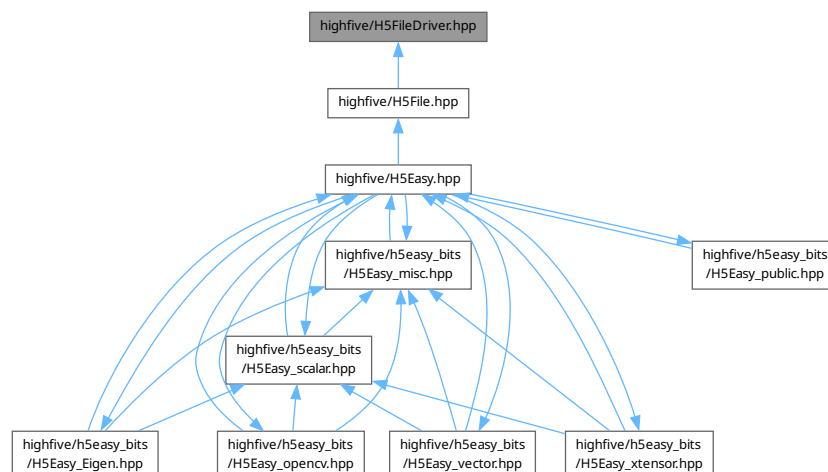 highfive/H5FileDriver.hpp
highfive/H5File.hpp
highfive/H5Easy.hpp
highfive/h5easy_bits
/H5Easy_misc.hpp
highfive/h5easy_bits
/H5Easy_public.hpp
highfive/h5easy_bits
/H5Easy_scalar.hpp
highfive/h5easy_bits
/H5Easy_Eigen.hpp
highfive/h5easy_bits
/H5Easy_opencv.hpp
highfive/h5easy_bits
/H5Easy_vector.hpp
highfive/h5easy_bits
/H5Easy_xtensor.hpp